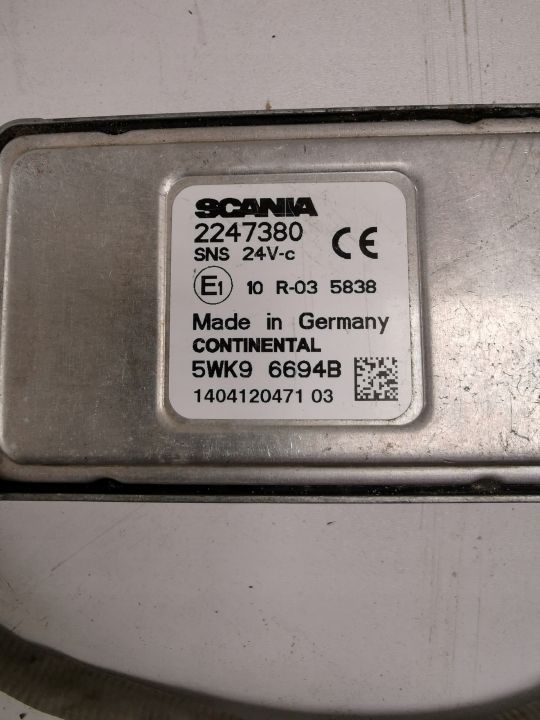 SCANIA
2247380 CE
SNS 24V-c
E1 10 R-03 5838
Made in Germany
CONTINENTAL
5WK9 6694B
1404120471 03